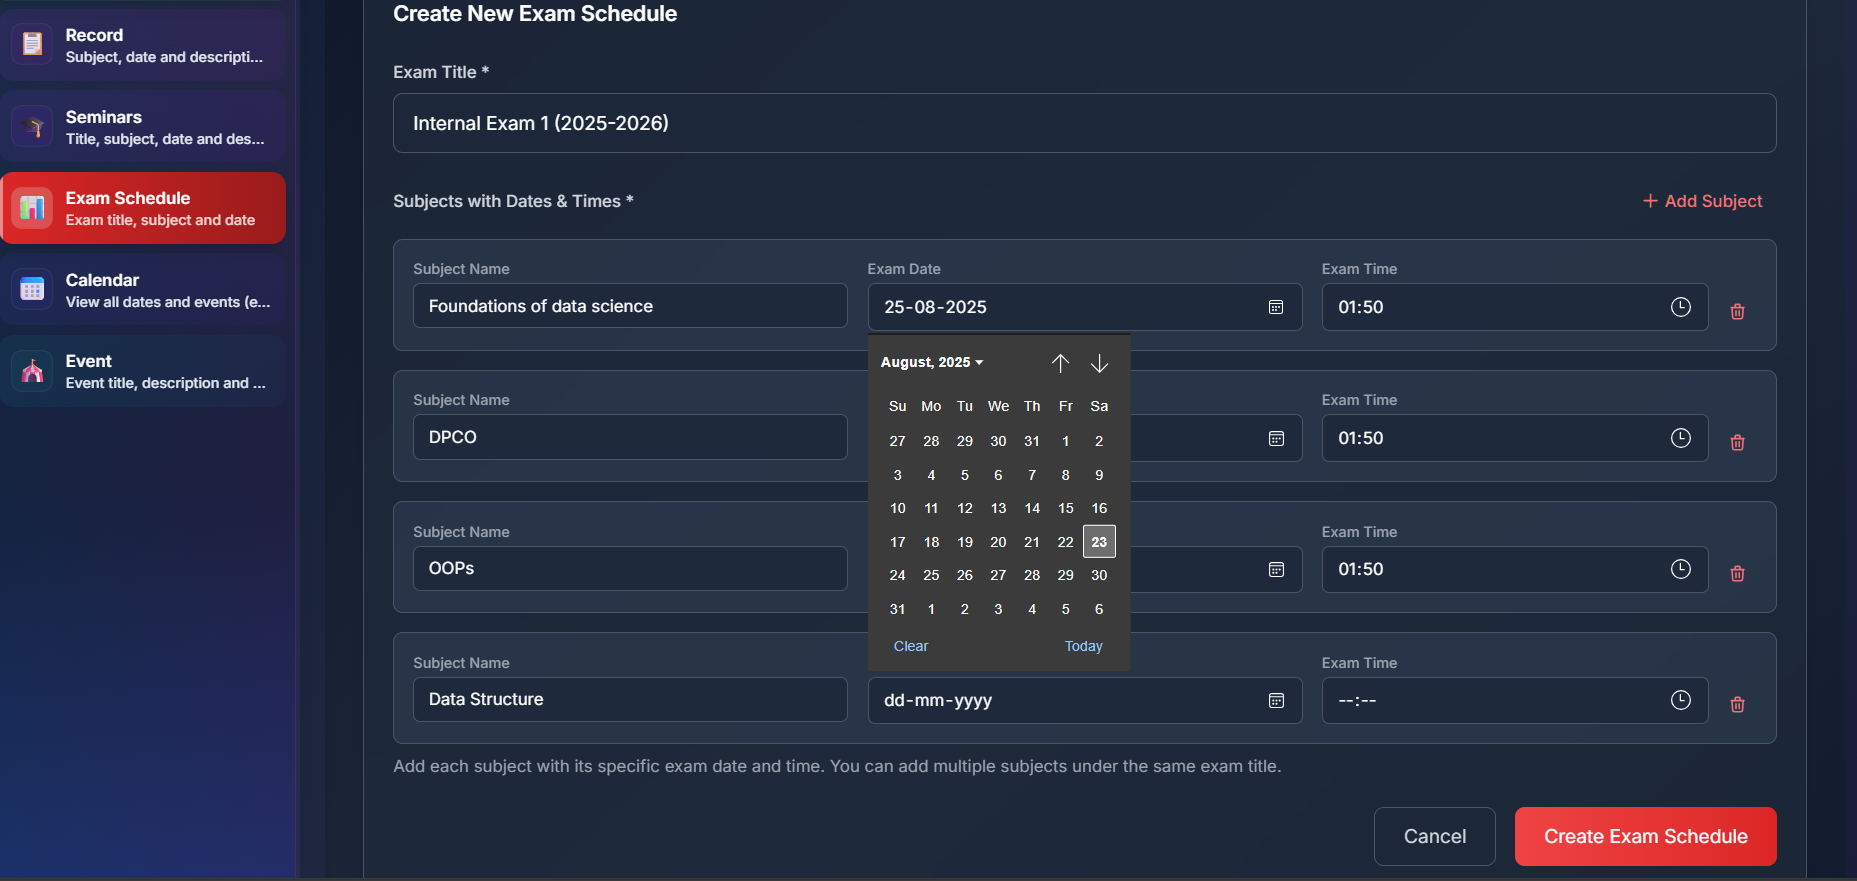 Record
Subject, date and descripti...
Seminars
Title, subject, date and des...
Exam Schedule
Exam title, subject and date
Calendar
View all dates and events (e...
Event
Event title, description and ...
Create New Exam Schedule
Exam Title *
Internal Exam 1 (2025-2026)
Subjects with Dates & Times *
+ Add Subject
Subject Name Exam Date Exam Time
Foundations of data science 25-08-2025 01:50
Subject Name Exam Time
DPCO 01:50
Subject Name Exam Time
OOPs 01:50
Subject Name Exam Time
Data Structure dd-mm-yyyy --:--
August, 2025
Su Mo Tu We Th Fr Sa
27 28 29 30 31 1 2
3 4 5 6 7 8 9
10 11 12 13 14 15 16
17 18 19 20 21 22 23
24 25 26 27 28 29 30
31 1 2 3 4 5 6
Clear Today
Add each subject with its specific exam date and time. You can add multiple subjects under the same exam title.
Cancel Create Exam Schedule